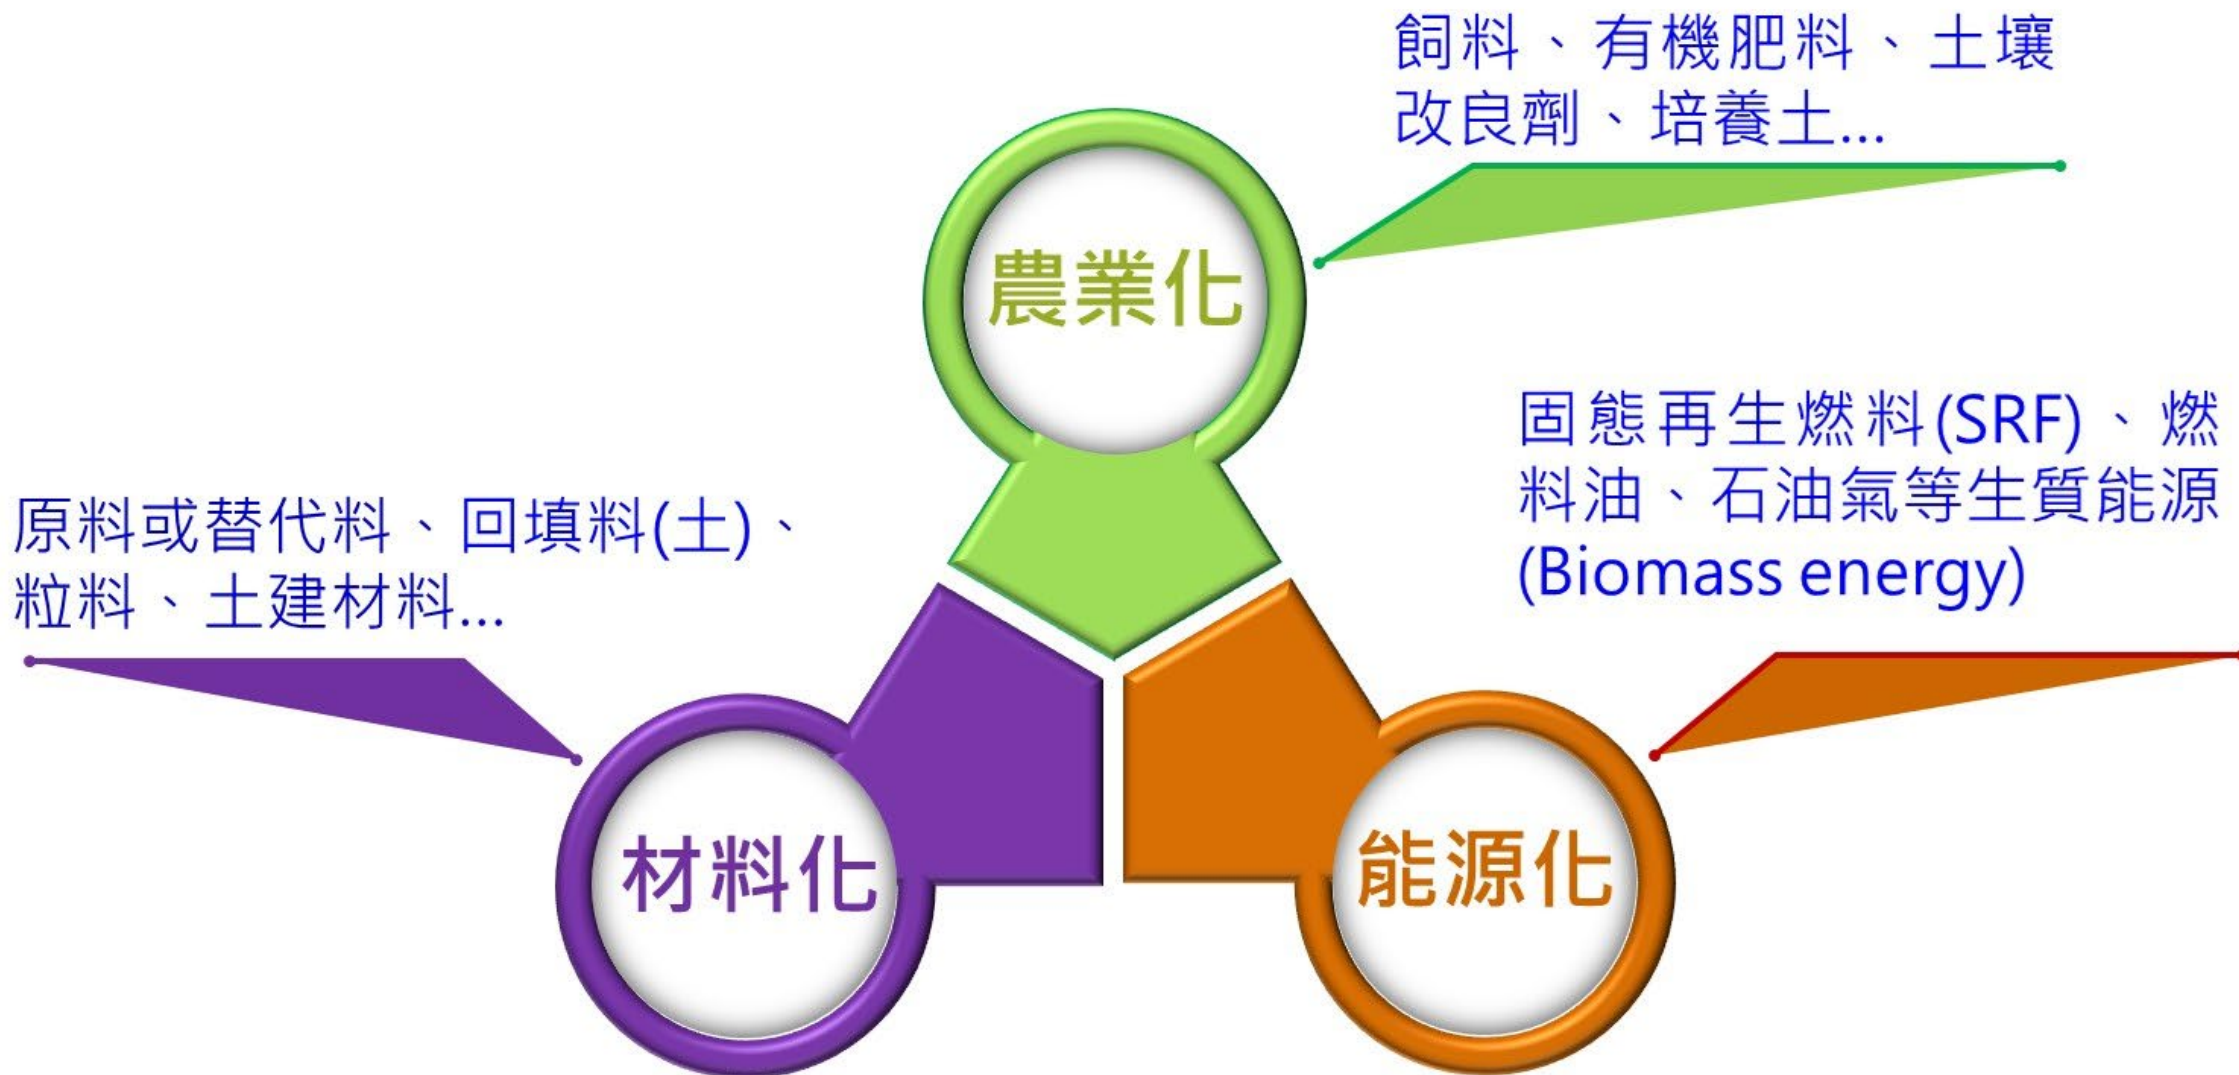 飼料、有機肥料、土壤
改良劑、培養土...
農業化
固態再生燃料(SRF)、燃
料油、石油氣等生質能源
(Biomass energy)
原料或替代料、回填料(土)、
粒料、土建材料...
材料化
能源化